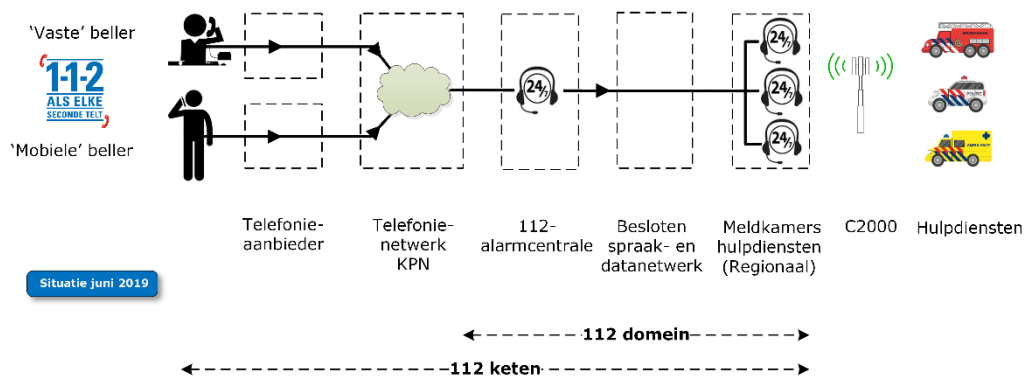 'Vaste' beller
1-1-2
ALS ELKE
SECONDE TELT
'Mobiele' beller
24/7
24/7
24/7
24/7
POLITIE
AMBULANCE
Telefonie-
aanbieder
Telefonie-
netwerk
KPN
112-
alarmcentrale
Besloten
spraak- en
datanetwerk
Meldkamers
hulpdiensten
(Regionaal)
C2000
Hulpdiensten
Situatie juni 2019
112 domein
112 keten